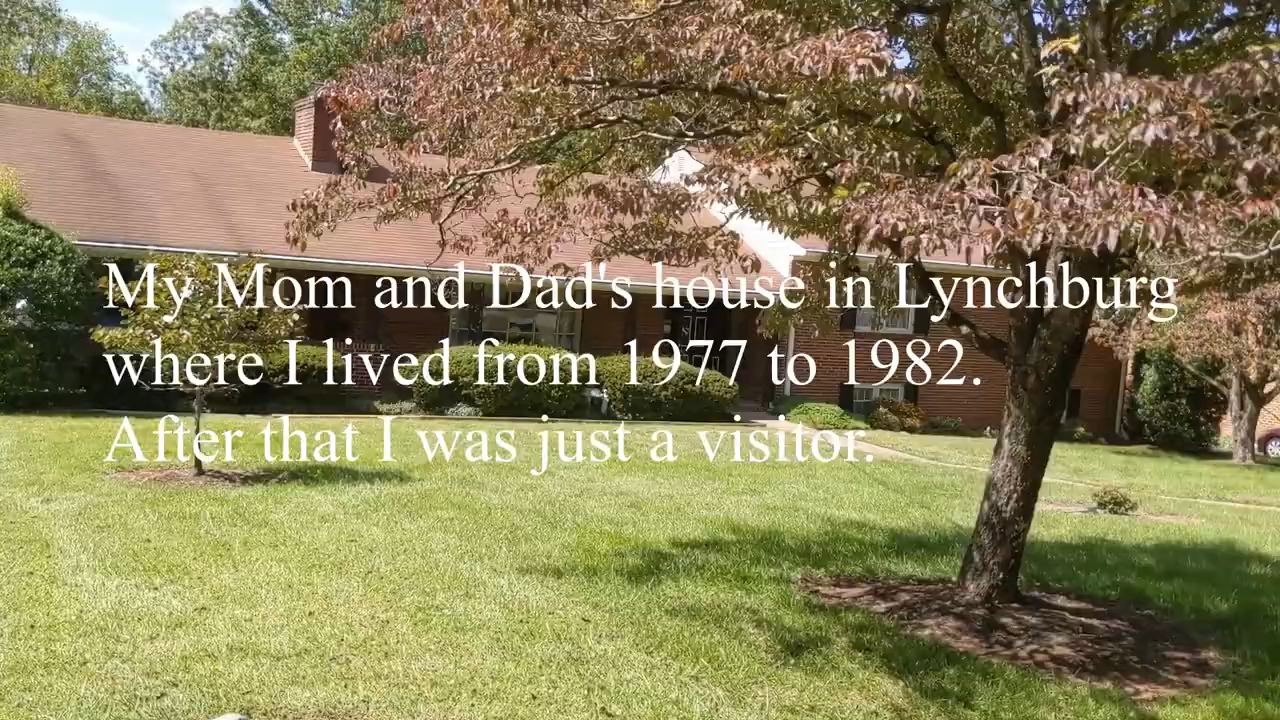 My Mom and Dad's house in Lynchburg
where I lived from 1977 to 1982.
After that I was just a visitor.